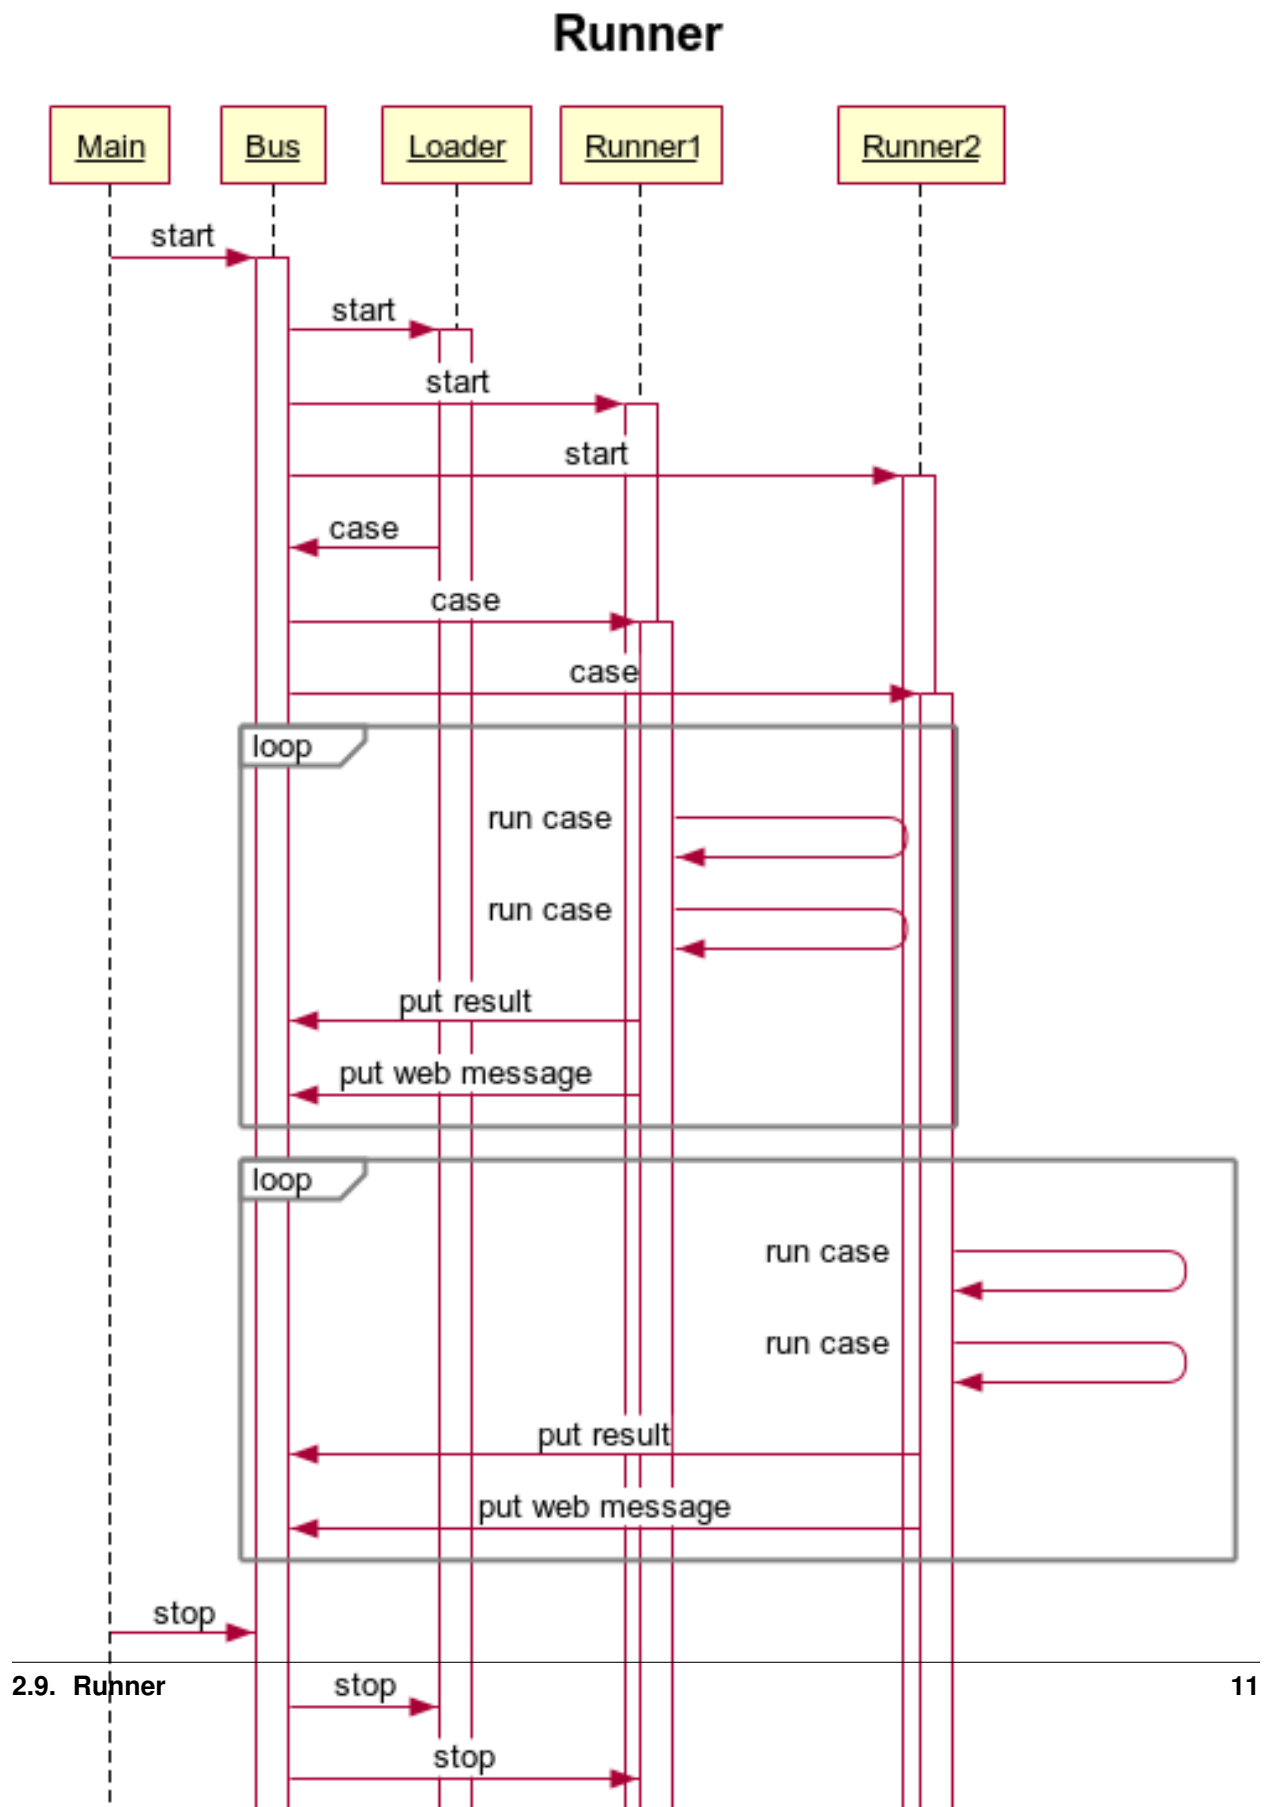 Runner
Main Bus Loader Runner1 Runner2
start
start
start
start
case
case
case
loop
run case
run case
put result
put web message
loop
run case
run case
put result
put web message
stop
2.9. Runner 11
stop
stop